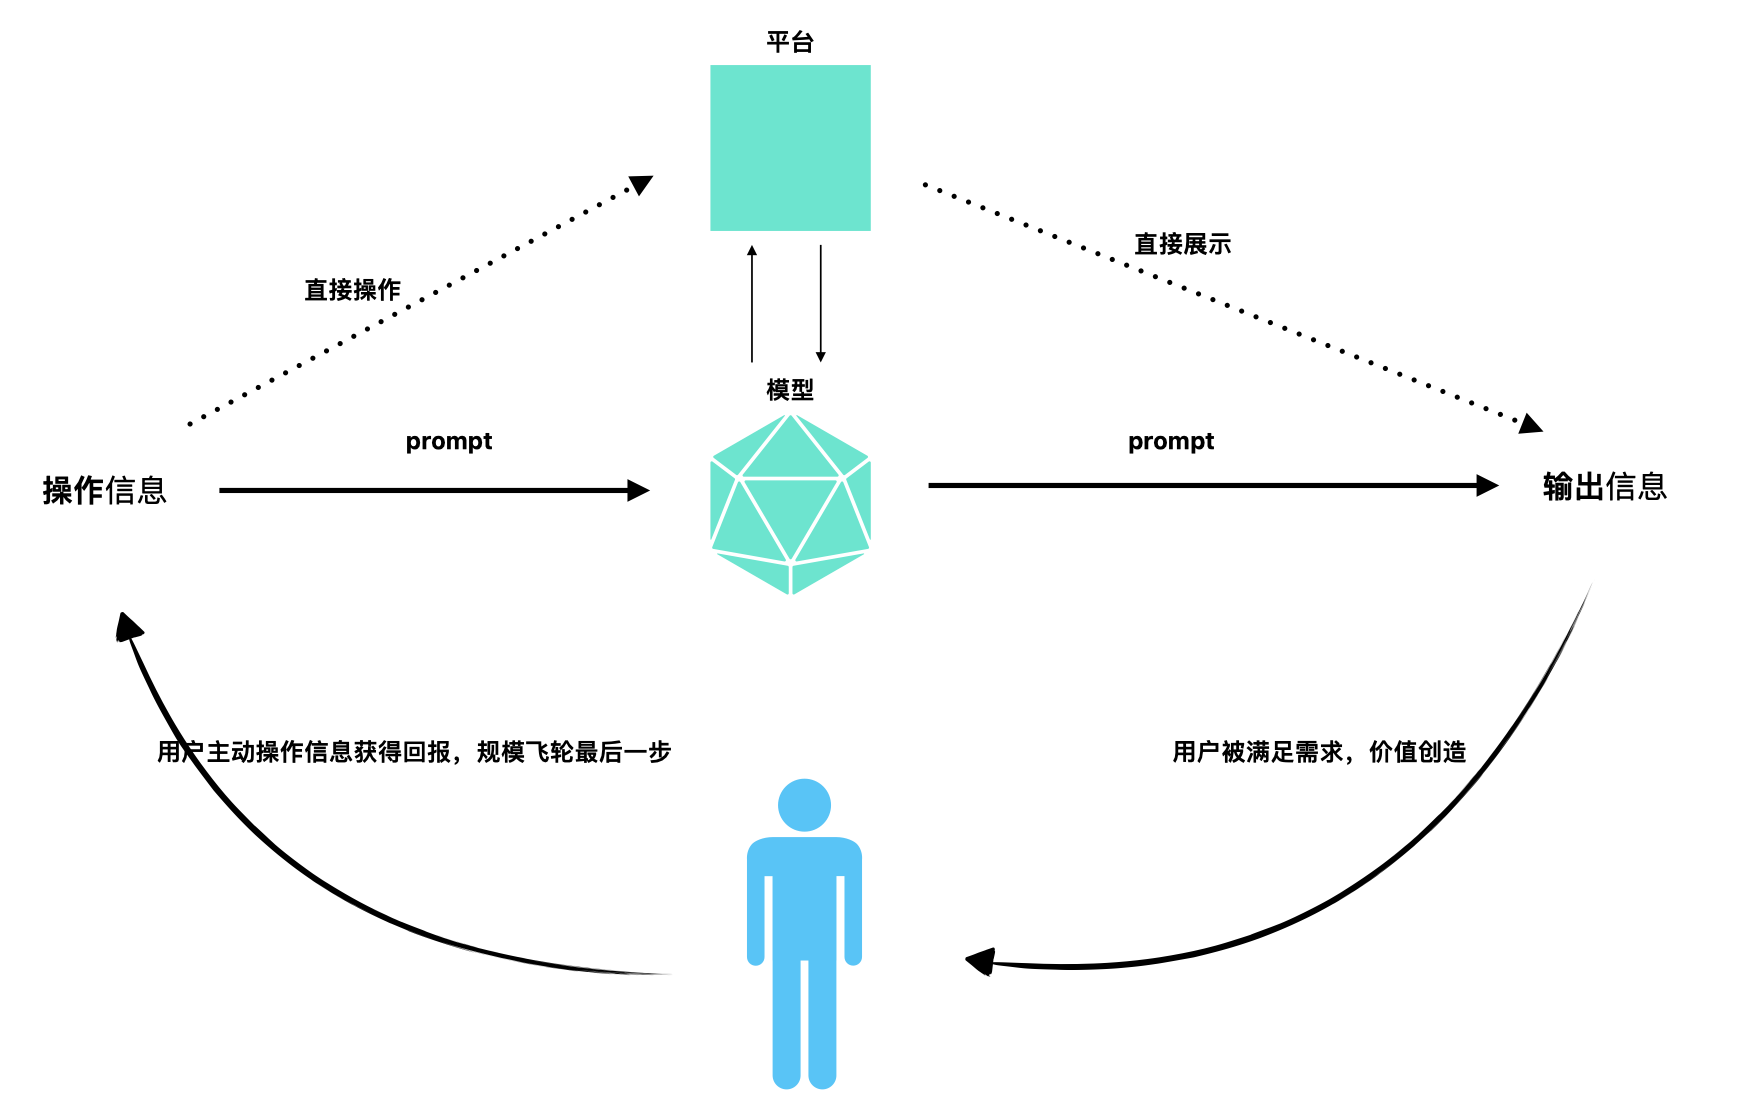 平台
直接展示
直接操作
模型
prompt
prompt
操作信息
输出信息
用户主动操作信息获得回报，规模飞轮最后一步
用户被满足需求，价值创造